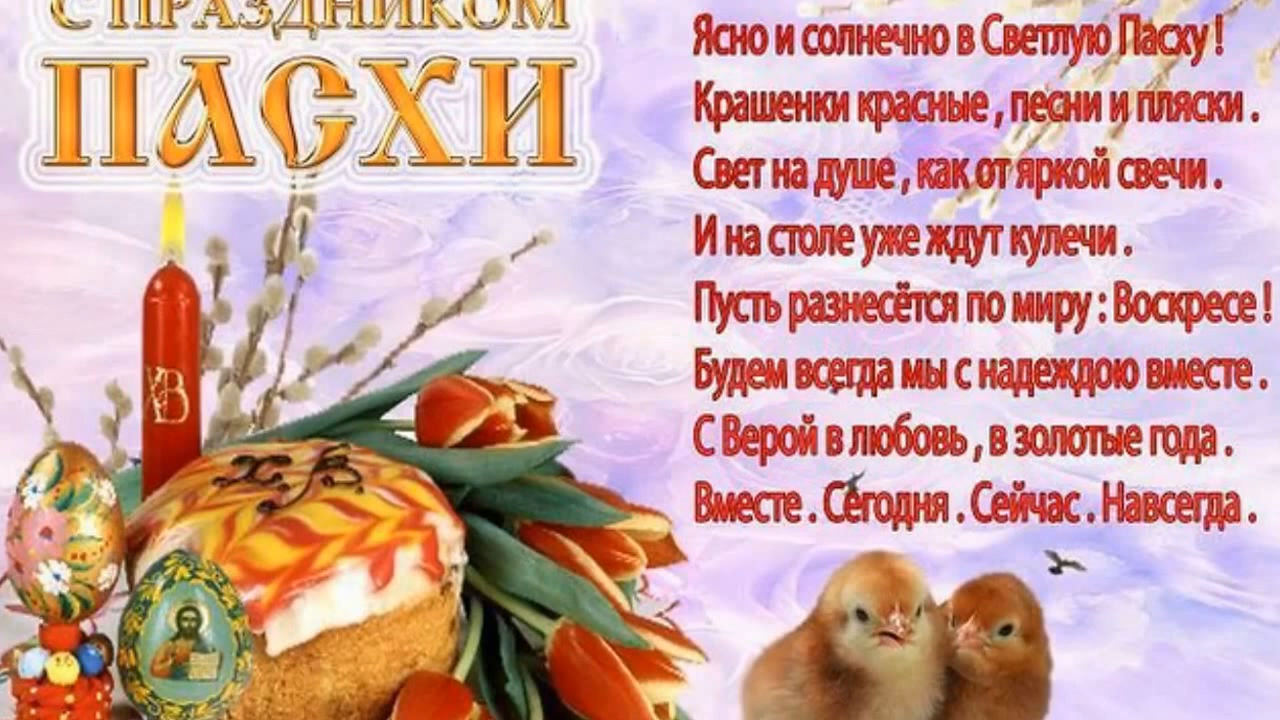 С ПРАЗДНИКОМ
ПАСХИ
Ясно и солнечно в Светлую Пасху !
Крашенки красные , песни и пляски .
Свет на душе , как от яркой свечи .
И на столе уже ждут кулечи .
Пусть разнесётся по миру : Воскресе !
Будем всегда мы с надеждою вместе .
С Верой в любовь , в золотые года .
Вместе . Сегодня . Сейчас . Навсегда .
ХВ
Х.В.